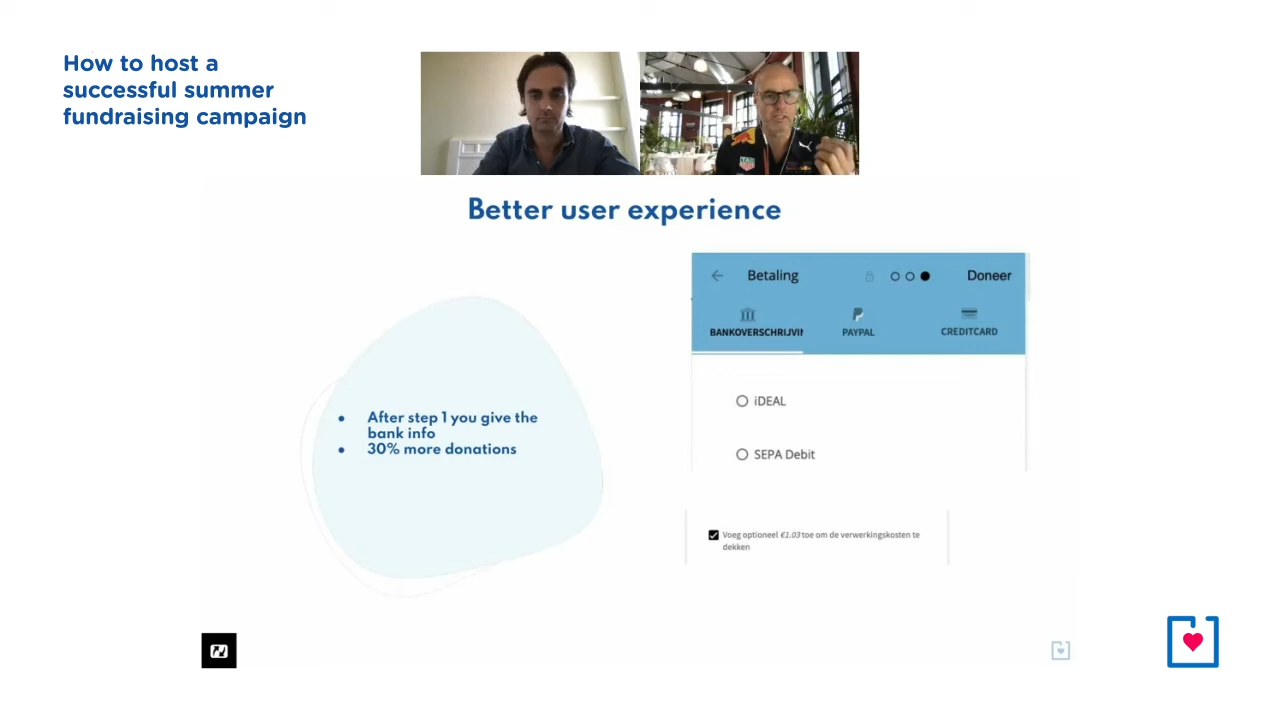 How to host a
successful summer
fundraising campaign
Better user experience
Betaling
Doneer
BANKOVERSCHRIJVIN
PAYPAL
CREDITCARD
• After step 1 you give the
bank info
• 30% more donations
iDEAL
SEPA Debit
Voeg optioneel €1.03 toe om de verwerkingskosten te
dekken